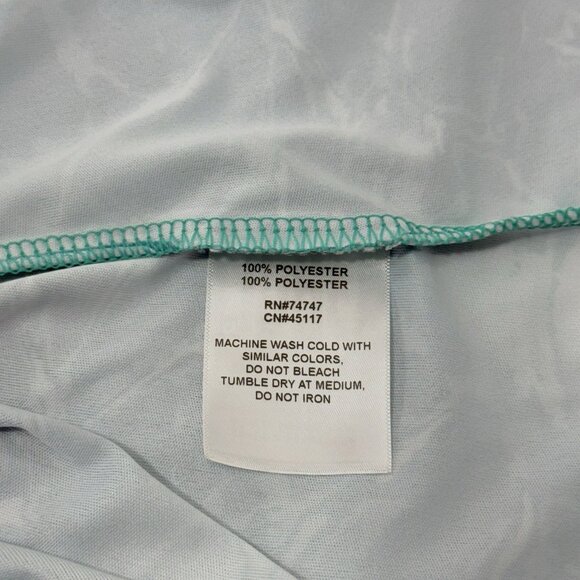 100% POLYESTER
100% POLYESTER
RN#74747
CN#45117
MACHINE WASH COLD WITH
SIMILAR COLORS,
DO NOT BLEACH
TUMBLE DRY AT MEDIUM,
DO NOT IRON